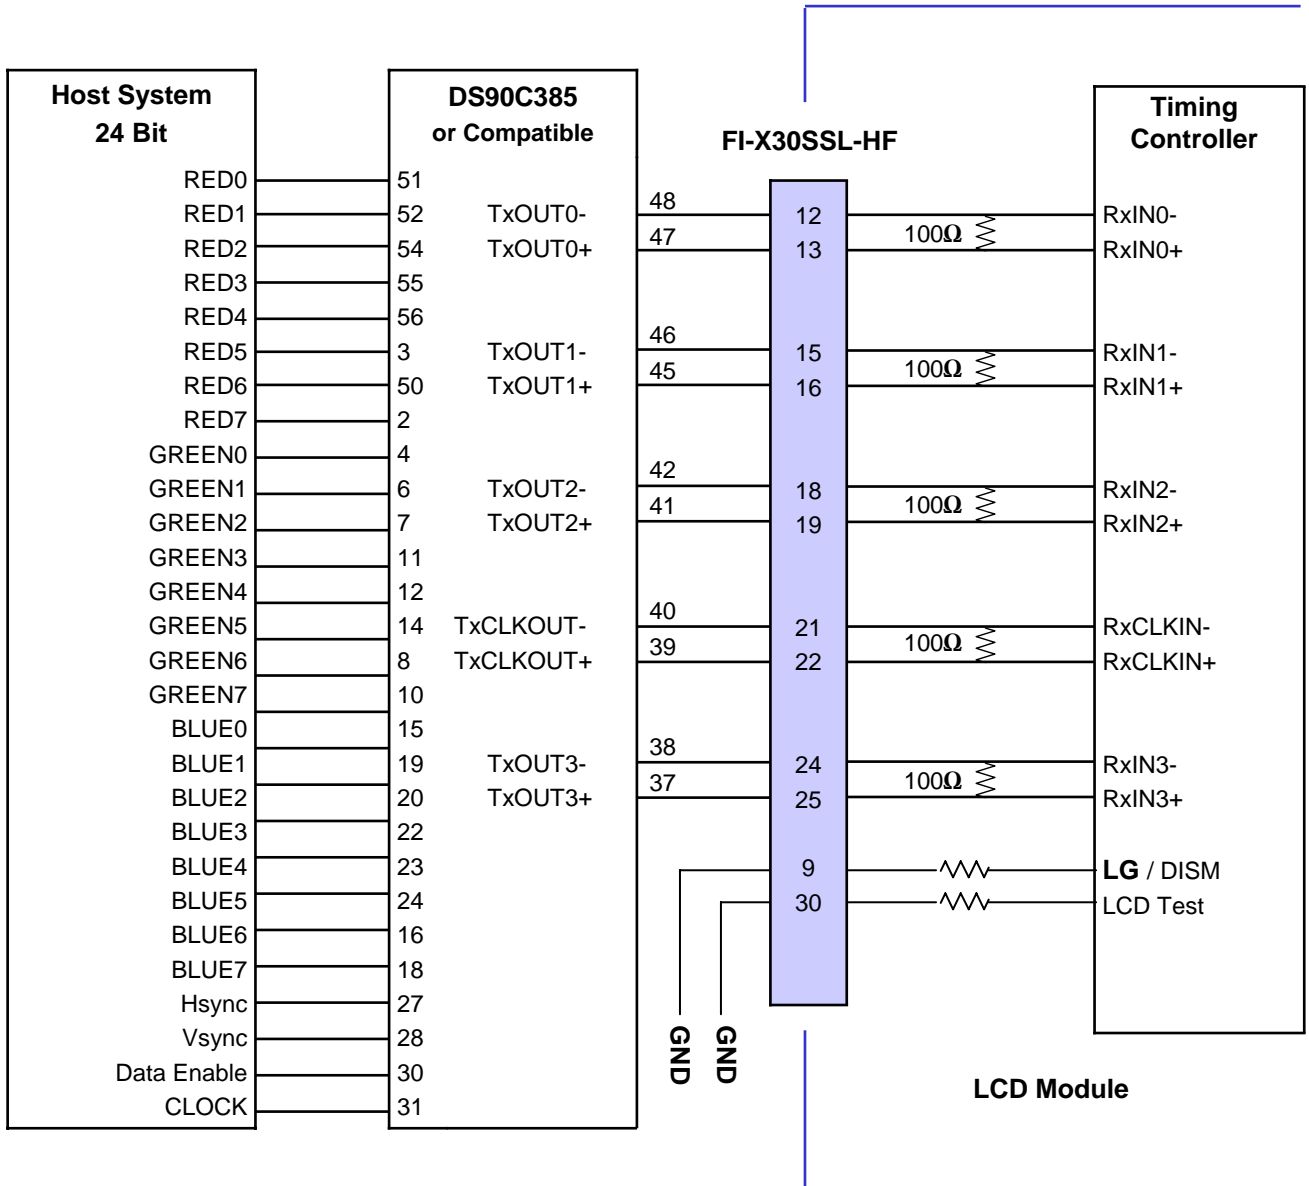 Host System
24 Bit
DS90C385
or Compatible
FI-X30SSL-HF
Timing
Controller
RED0 51
RED1 52 TxOUT0- 48 12 RxIN0-
100Ω
RED2 54 TxOUT0+ 47 13 RxIN0+
RED3 55
RED4 56
RED5 3 TxOUT1- 46 15 RxIN1-
100Ω
RED6 50 TxOUT1+ 45 16 RxIN1+
RED7 2
GREEN0 4
GREEN1 6 TxOUT2- 42 18 RxIN2-
100Ω
GREEN2 7 TxOUT2+ 41 19 RxIN2+
GREEN3 11
GREEN4 12
GREEN5 14 TxCLKOUT- 40 21 RxCLKIN-
100Ω
GREEN6 8 TxCLKOUT+ 39 22 RxCLKIN+
GREEN7 10
BLUE0 15
BLUE1 19 TxOUT3- 38 24 RxIN3-
100Ω
BLUE2 20 TxOUT3+ 37 25 RxIN3+
BLUE3 22
BLUE4 23 9 LG / DISM
BLUE5 24 30 LCD Test
BLUE6 16
BLUE7 18
Hsync 27
Vsync 28
Data Enable 30
CLOCK 31
GND
GND
LCD Module